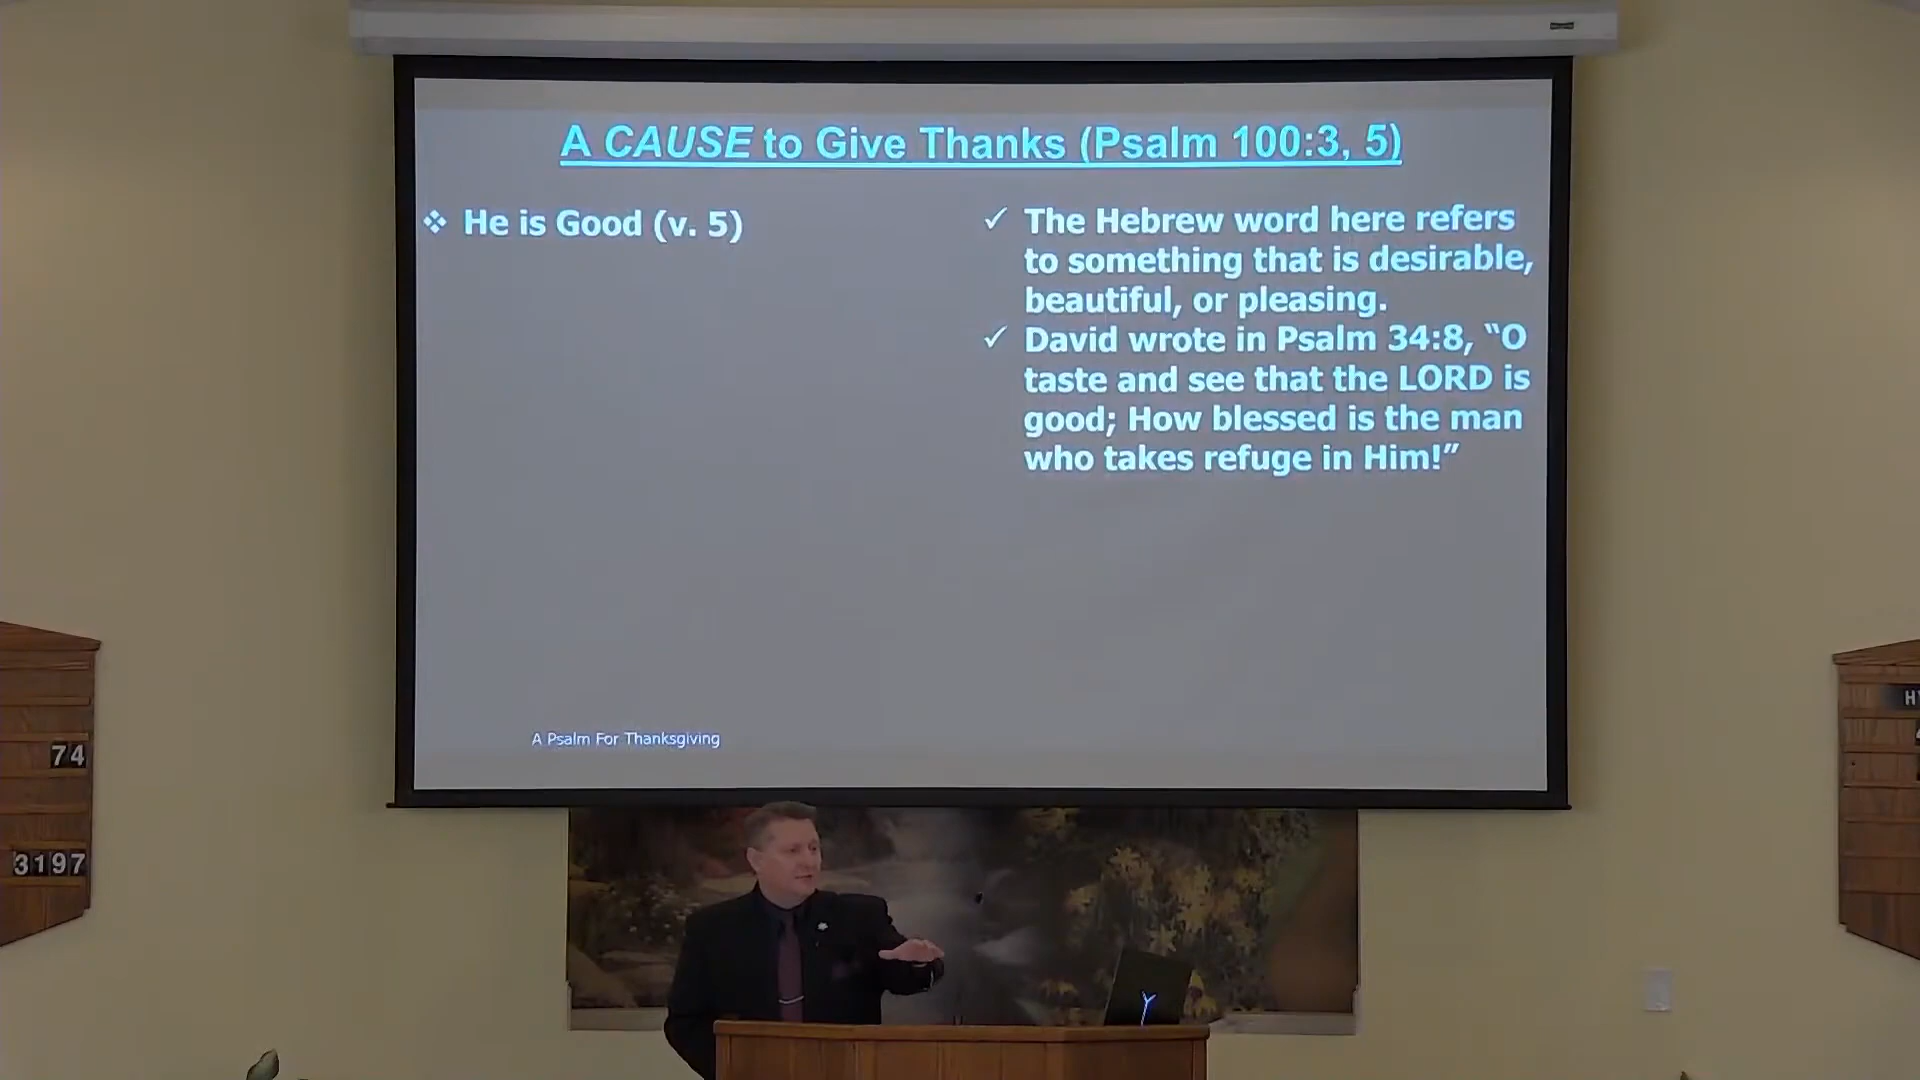 A CAUSE to Give Thanks (Psalm 100:3, 5)
❖ He is Good (v. 5)
✓ The Hebrew word here refers
to something that is desirable,
beautiful, or pleasing.
✓ David wrote in Psalm 34:8, “O
taste and see that the LORD is
good; How blessed is the man
who takes refuge in Him!”
A Psalm For Thanksgiving
74
3197